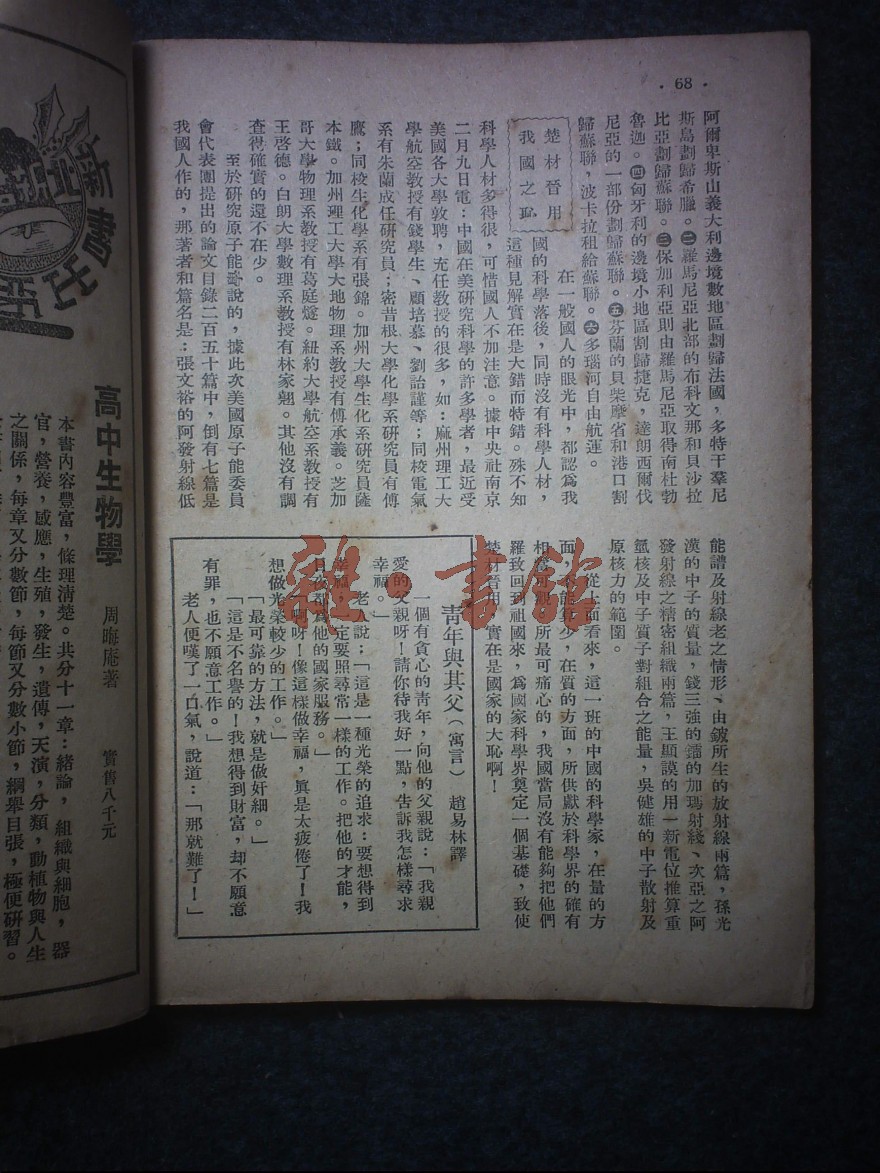 ·68·
阿爾卑斯山義大利邊境數地區劃歸法國，多特干羣尼
斯島劃歸希臘。㊁羅馬尼亞北部的布科文那和貝沙拉
比亞劃歸蘇聯。㊂保加利亞則由羅馬尼亞取得南杜勃
魯迦。㊃匈牙利的邊境小地區割歸捷克，達朗西爾伐
尼亞的一部份劃歸蘇聯。㊄芬蘭的貝柴摩省和港口割
歸蘇聯，波卡拉租給蘇聯。㊅多瑙河自由航運。
楚材晉用
我國之恥
在一般國人的眼光中，都認爲我
國的科學落後，同時沒有科學人材，
這種見解實在是大錯而特錯。殊不知
科學人材多得很，可惜國人不加注意。據中央社南京
二月九日電：中國在美研究科學的許多學者，最近受
美國各大學敦聘，充任教授的很多，如：麻州理工大
學航空教授有錢學生、顧培慕、劉詒謹等；同校電氣
系有朱蘭成任研究員；密昔根大學化學系研究員有傅
鷹；同校生化學系有張錦。加州大學生化系研究員薩
本鐵。加州理工大學大地物理系教授有傅承義。芝加
哥大學物理系教授有葛庭燧。紐約大學航空系教授有
王啓德。白朗大學數理系教授有林家翹。其他沒有調
查得確實的還不在少。
至於研究原子能學說的，據此次美國原子能委員
會代表團提出的論文目錄二百五十篇中，倒有七篇是
我國人作的，那著者和篇名是：張文裕的阿發射線低
能譜及射線老之情形、由鈹所生的放射線兩篇，孫光
漢的中子的質量，錢三強的鐳的加瑪射綫、次亞之阿
發射線之精密組織兩篇，王顯謨的用一新電位推算重
氫核及中子質子對組合之能量，吳健雄的中子散射及
原核力的範圍。
從上面看來，這一班的中國的科學家，在量的方
面，不能算少，在質的方面，所供獻於科學界的確有
相當可觀，所最可痛心的，我國當局沒有能夠把他們
羅致回到祖國來，爲國家科學界奠定一個基礎，致使
楚材晉用，實在是國家的大恥啊！
青年與其父（寓言）　趙易林譯
一個有貪心的青年，向他的父親說：「我親
愛的父親呀！請你待我好一點，告訴我怎樣尋求
幸福。」
老人說：「這是一種光榮的追求：要想得到
幸福，一定要照尋常一樣的工作。把他的才能，
日夜都爲他的國家服務。」
「啊呀！像這樣做幸福，眞是太疲倦了！我
想做光榮較少的工作。」
「最可靠的方法，就是做奸細。」
「這是不名譽的！我想得到財富，却不願意
有罪，也不願意工作。」
老人便嘆了一口氣，說道：「那就難了！」
新書
高中生物學　周晦庵著　實售八千元
本書內容豐富，條理清楚。共分十一章：緒論，組織與細胞，器
官，營養，感應，生殖，發生，遺傳，天演，分類，動植物與人生
之關係，每章又分數節，每節又分數小節，綱舉目張，極便研習。
雜·書館